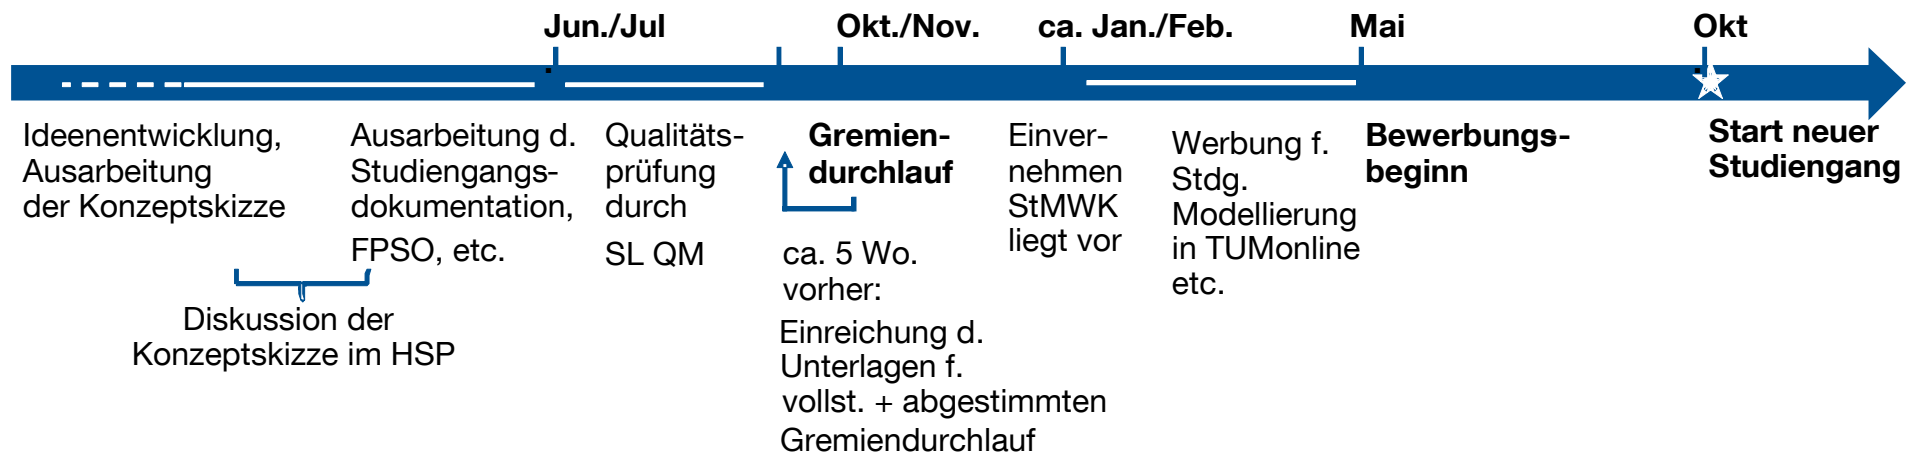 Jun./Jul
Okt./Nov.
ca. Jan./Feb.
Mai
Okt
Ideenentwicklung,
Ausarbeitung
der Konzeptskizze
Ausarbeitung d.
Studiengangs-
dokumentation,
FPSO, etc.
Diskussion der
Konzeptskizze im HSP
Qualitäts-
prüfung
durch
SL QM
Gremien-
durchlauf
ca. 5 Wo.
vorher:
Einreichung d.
Unterlagen f.
vollst. + abgestimmten
Gremiendurchlauf
Einver-
nehmen
StMWK
liegt vor
Werbung f.
Stdg.
Modellierung
in TUMonline
etc.
Bewerbungs-
beginn
Start neuer
Studiengang